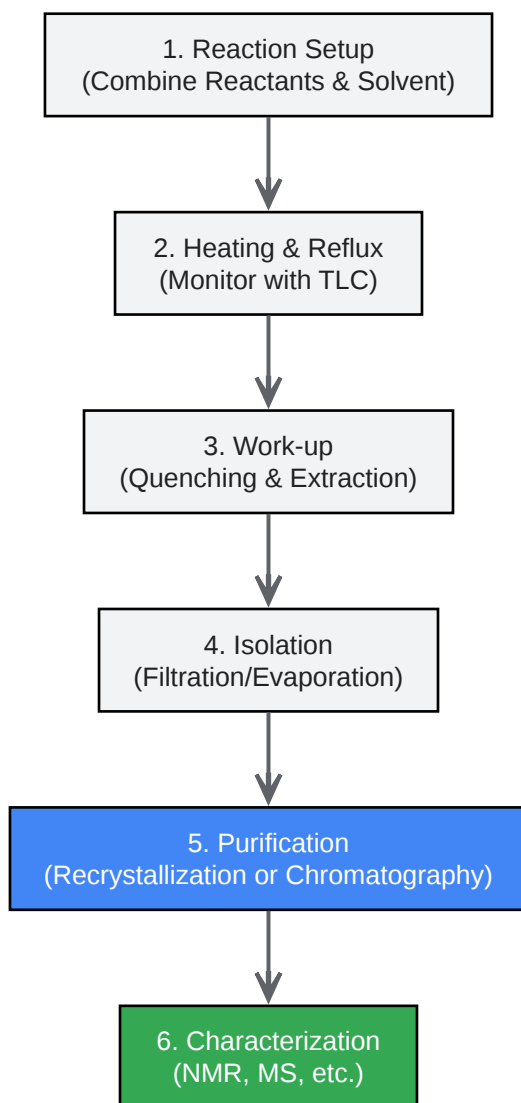 1. Reaction Setup
(Combine Reactants & Solvent)
2. Heating & Reflux
(Monitor with TLC)
3. Work-up
(Quenching & Extraction)
4. Isolation
(Filtration/Evaporation)
5. Purification
(Recrystallization or Chromatography)
6. Characterization
(NMR, MS, etc.)